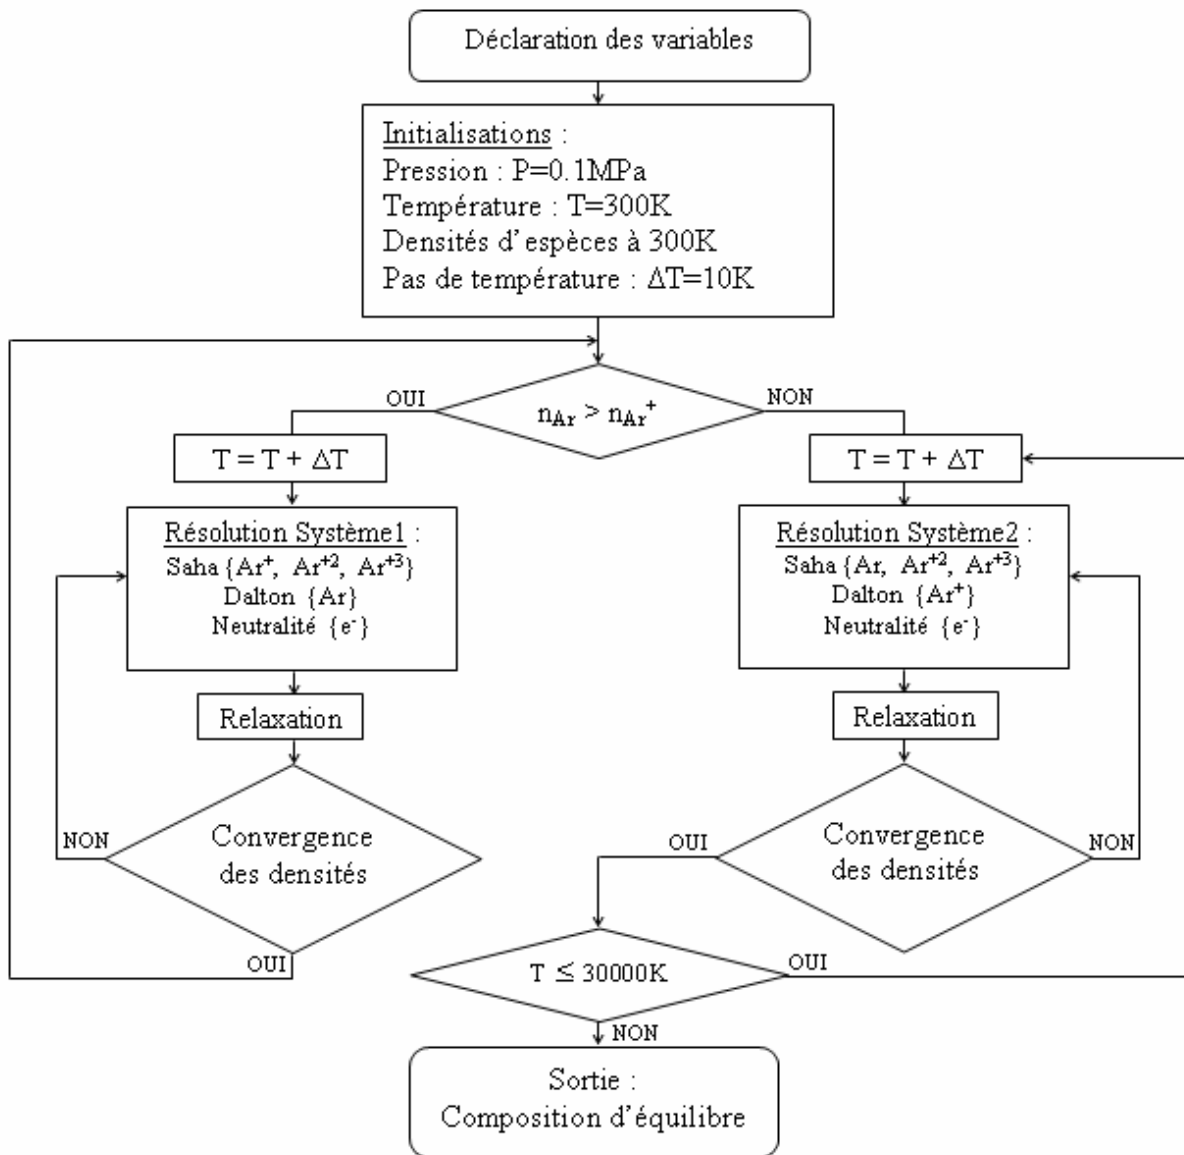 Déclaration des variables
Initialisations :
Pression : P=0.1MPa
Température : T=300K
Densités d'espèces à 300K
Pas de température : ΔT=10K
OUI
n_Ar > n_Ar⁺
NON
T = T + ΔT
T = T + ΔT
Résolution Système1 :
Saha {Ar⁺, Ar⁺², Ar⁺³}
Dalton {Ar}
Neutralité {e⁻}
Résolution Système2 :
Saha {Ar, Ar⁺², Ar⁺³}
Dalton {Ar⁺}
Neutralité {e⁻}
Relaxation
Relaxation
NON
Convergence
des densités
OUI
OUI
Convergence
des densités
NON
T ≤ 30000K
OUI
NON
Sortie :
Composition d'équilibre